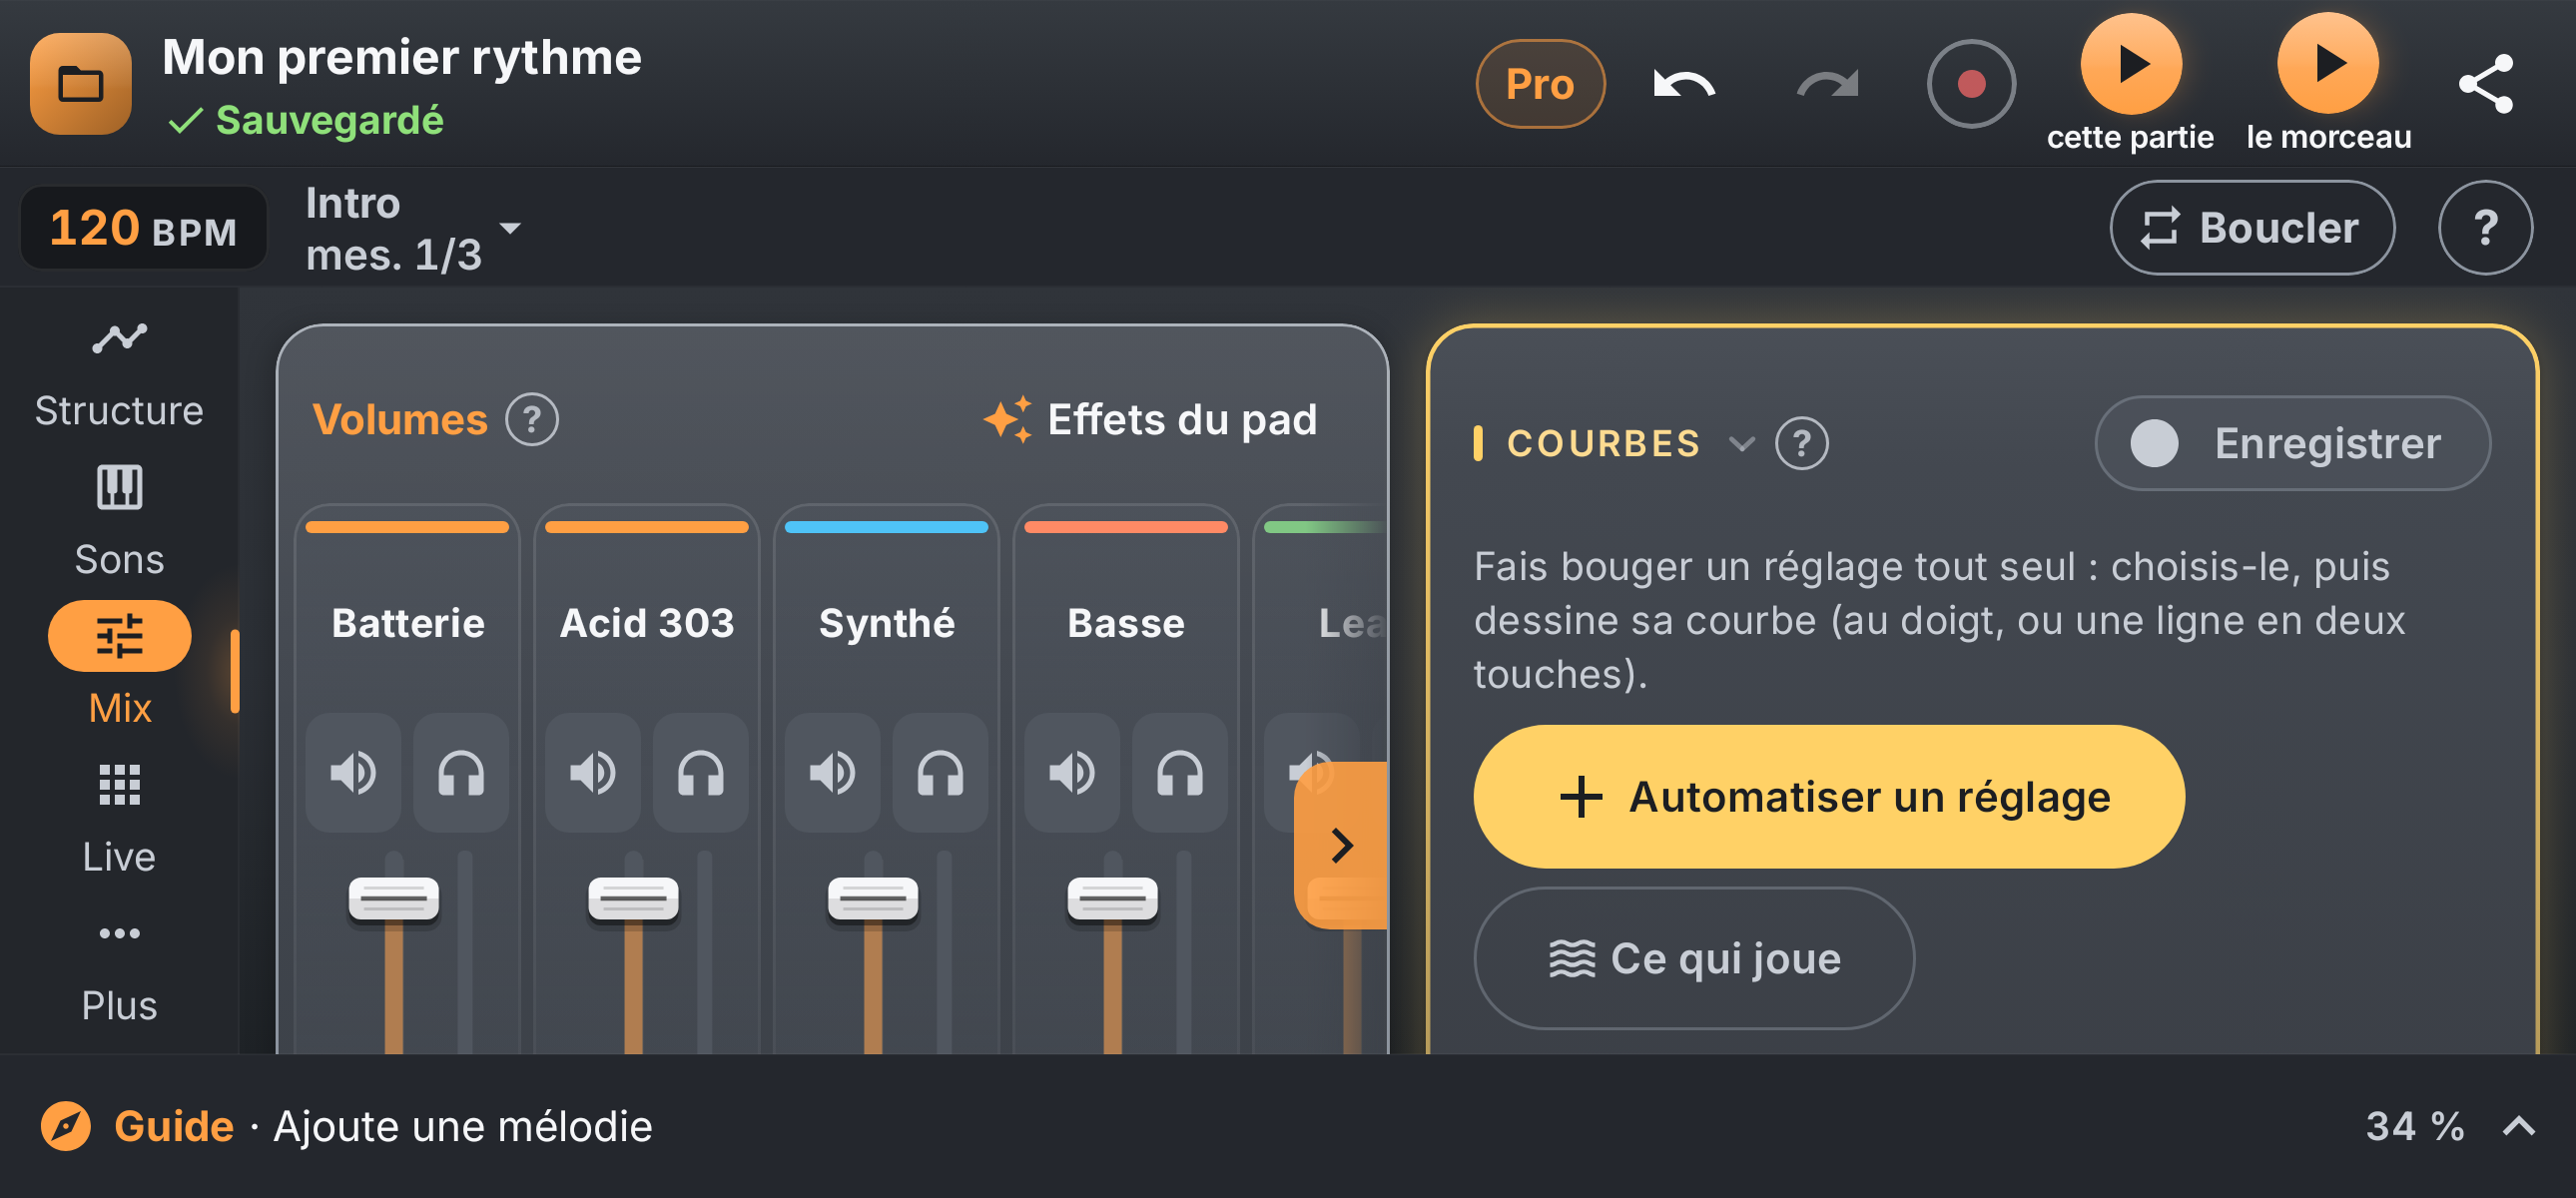 Mon premier rythme
Sauvegardé
Pro
cette partie
le morceau
120 BPM
Intro
mes. 1/3
Boucler
?
Structure
Sons
Mix
Live
Plus
Volumes ?
Effets du pad
Batterie
Acid 303
Synthé
Basse
Lea
COURBES ?
Enregistrer
Fais bouger un réglage tout seul : choisis-le, puis
dessine sa courbe (au doigt, ou une ligne en deux
touches).
+ Automatiser un réglage
Ce qui joue
Guide · Ajoute une mélodie
34 %